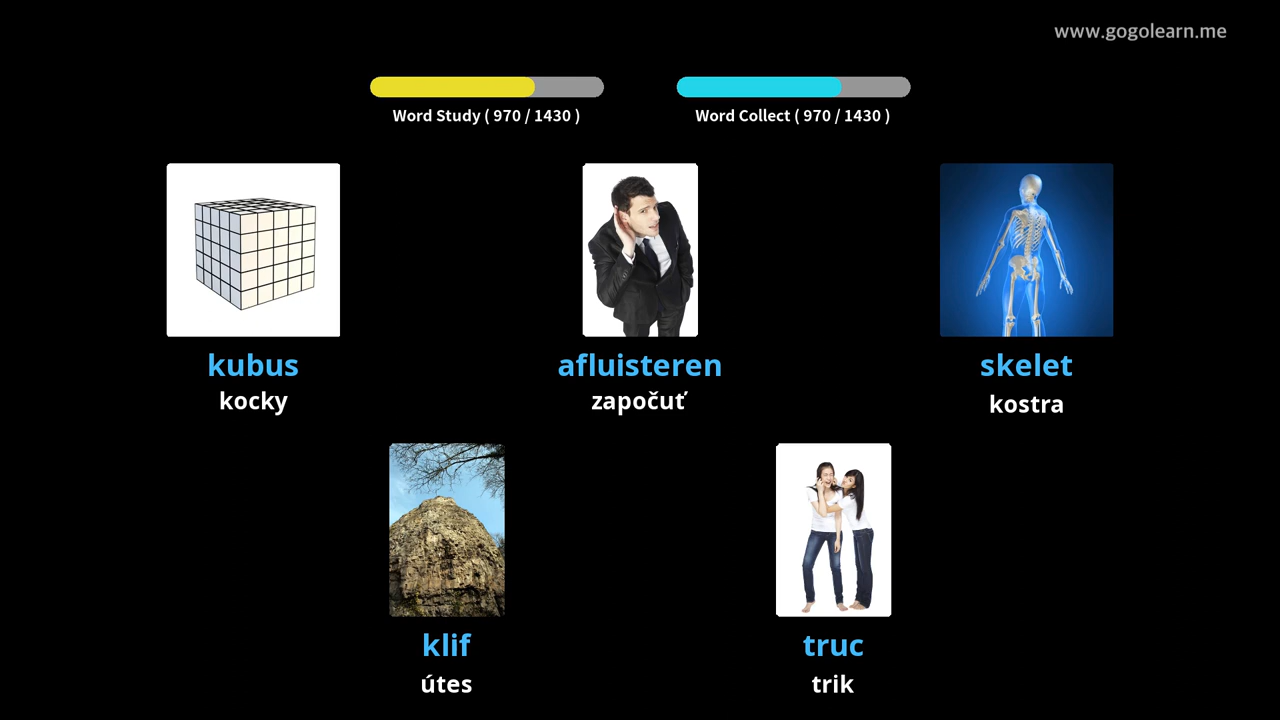 www.gogolearn.me
Word Study ( 970 / 1430 )
Word Collect ( 970 / 1430 )
kubus
kocky
afluisteren
započuť
skelet
kostra
klif
útes
truc
trik